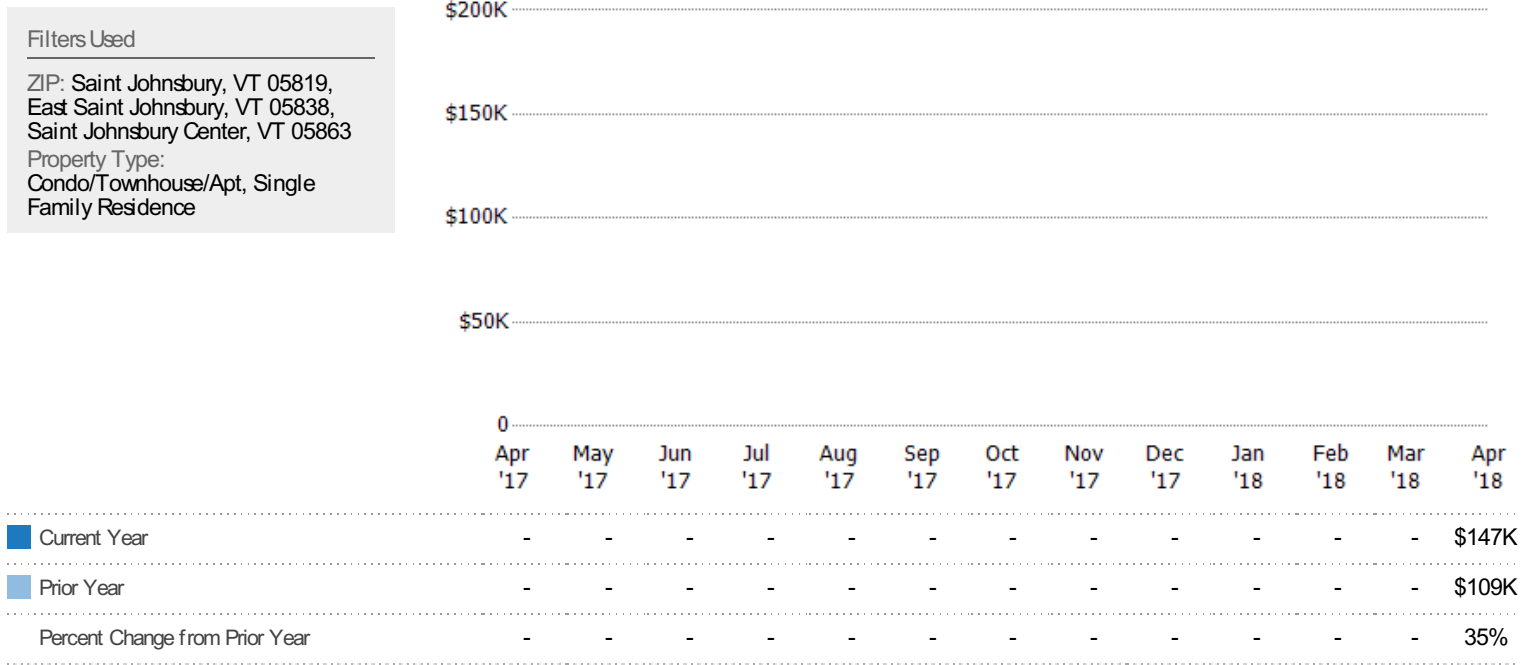 Filters Used
ZIP: Saint Johnsbury, VT 05819,
East Saint Johnsbury, VT 05838,
Saint Johnsbury Center, VT 05863
Property Type:
Condo/Townhouse/Apt, Single
Family Residence
$200K
$150K
$100K
$50K
0
Apr May Jun Jul Aug Sep Oct Nov Dec Jan Feb Mar Apr
'17 '17 '17 '17 '17 '17 '17 '17 '17 '18 '18 '18 '18
Current Year - - - - - - - - - - - - $147K
Prior Year - - - - - - - - - - - - $109K
Percent Change from Prior Year - - - - - - - - - - - - 35%